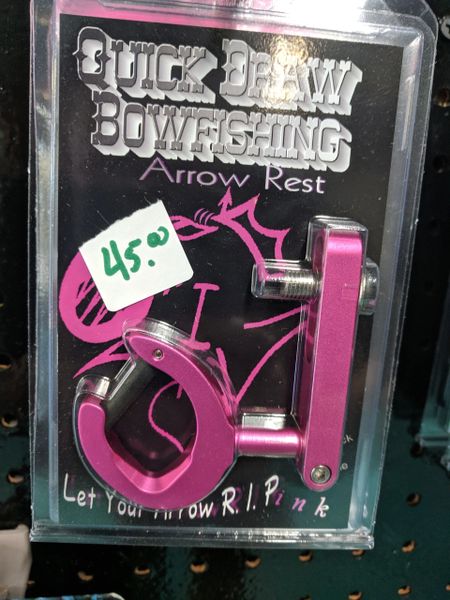 Quick Draw
Bowfishing
Arrow Rest
45.00
Let Your Arrow R.I.Pink